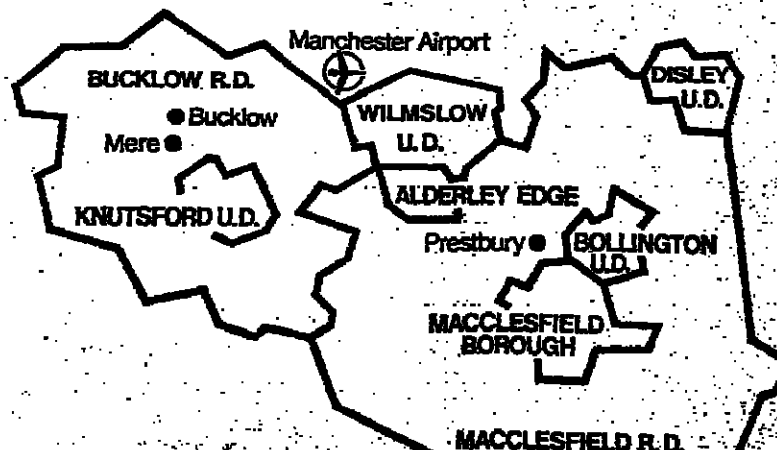 Manchester Airport
BUCKLOW R.D.
DISLEY
U.D.
Bucklow
WILMSLOW
U.D.
Mere
ALDERLEY EDGE
KNUTSFORD U.D.
Prestbury
BOLLINGTON
U.D.
MACCLESFIELD
BOROUGH
MACCLESFIELD R.D.